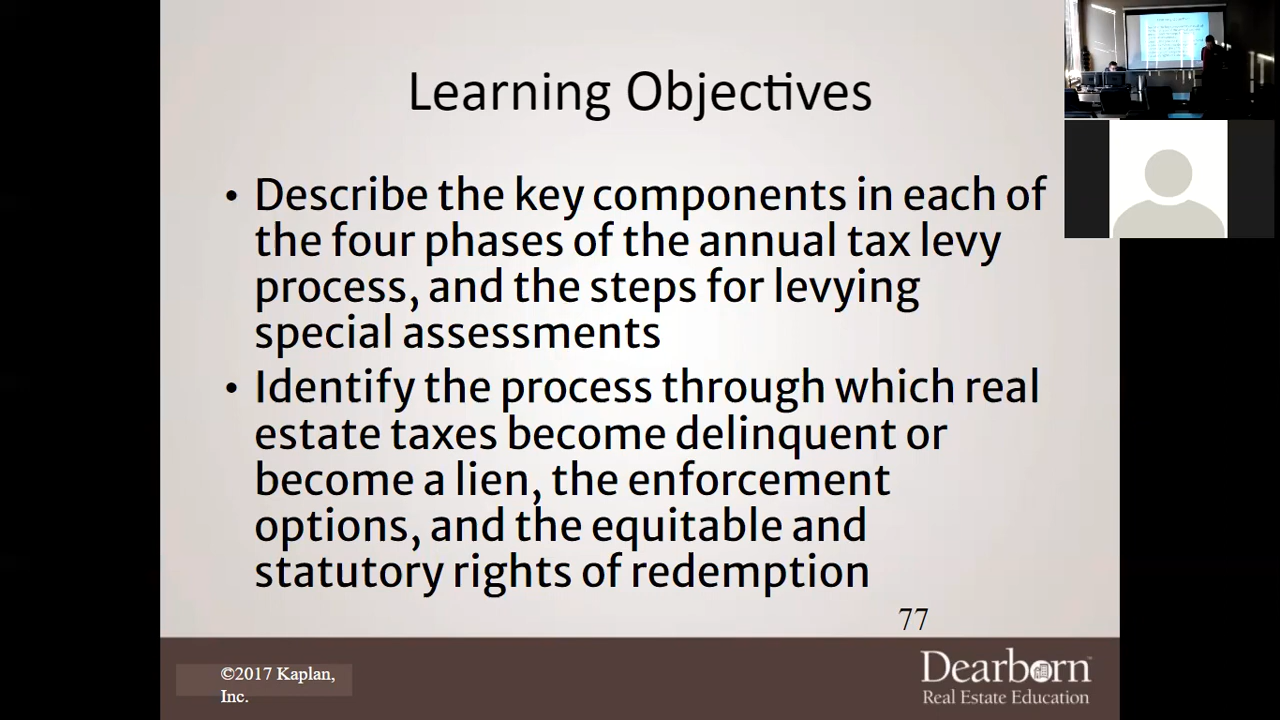 Learning Objectives
• Describe the key components in each of
the four phases of the annual tax levy
process, and the steps for levying
special assessments
• Identify the process through which real
estate taxes become delinquent or
become a lien, the enforcement
options, and the equitable and
statutory rights of redemption
77
©2017 Kaplan,
Inc.
Dearborn™
Real Estate Education